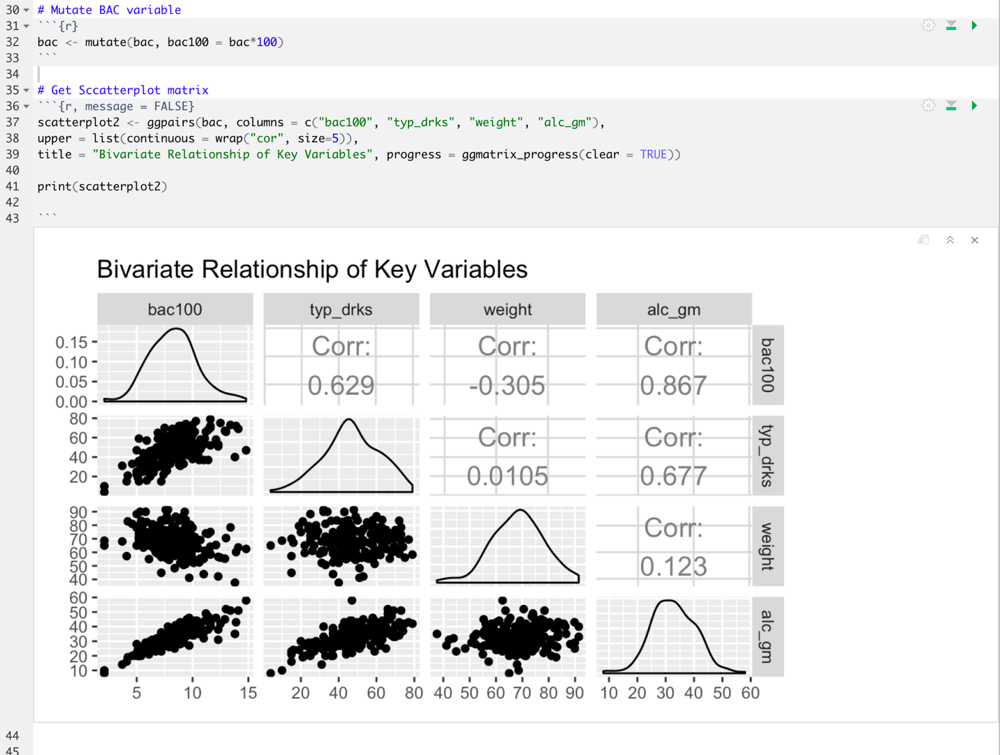 30 # Mutate BAC variable
31 ```{r}
32 bac <- mutate(bac, bac100 = bac*100)
33 ```
34
35 # Get Sccatterplot matrix
36 ```{r, message = FALSE}
37 scatterplot2 <- ggpairs(bac, columns = c("bac100", "typ_drks", "weight", "alc_gm"),
38 upper = list(continuous = wrap("cor", size=5)),
39 title = "Bivariate Relationship of Key Variables", progress = ggmatrix_progress(clear = TRUE))
40
41 print(scatterplot2)
42
43 ```
Bivariate Relationship of Key Variables
bac100 typ_drks weight alc_gm
0.15
0.10
0.05
0.00
Corr:
0.629
Corr:
-0.305
Corr:
0.867
bac100
80
60
40
20
Corr:
0.0105
Corr:
0.677
typ_drks
90
80
70
60
50
40
Corr:
0.123
weight
60
50
40
30
20
10
alc_gm
5 10 15 20 40 60 80 40 50 60 70 80 90 10 20 30 40 50 60
44
45